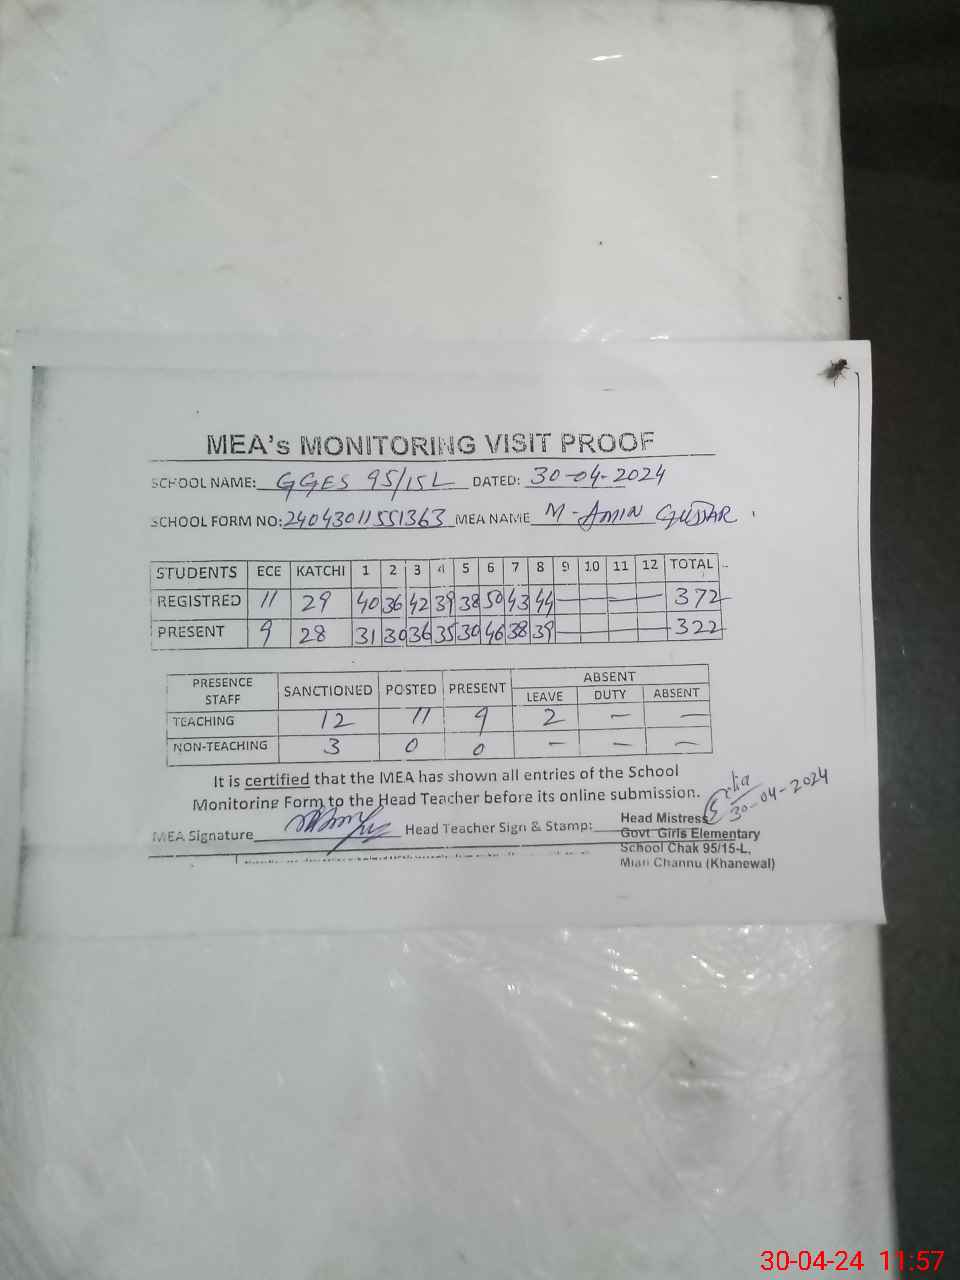 MEA's MONITORING VISIT PROOF
SCHOOL NAME: GGES 95/15L DATED: 30-04-2024
SCHOOL FORM NO: 24043011551363 MEA NAME M-AMIN GUJJAR
STUDENTS ECE KATCHI 1 2 3 4 5 6 7 8 9 10 11 12 TOTAL
REGISTRED 11 29 40 36 42 39 38 50 43 44 — — — — 372
PRESENT 9 28 31 30 36 35 30 46 38 39 — — — — 322
PRESENCE STAFF SANCTIONED POSTED PRESENT ABSENT
LEAVE DUTY ABSENT
TEACHING 12 11 9 2 — —
NON-TEACHING 3 0 0 — — —
It is certified that the MEA has shown all entries of the School
Monitoring Form to the Head Teacher before its online submission.
30-04-2024
MEA Signature Head Teacher Sign & Stamp:
Head Mistress
Govt Girls Elementary
School Chak 95/15-L,
Mian Channu (Khanewal)
30-04-24 11:57